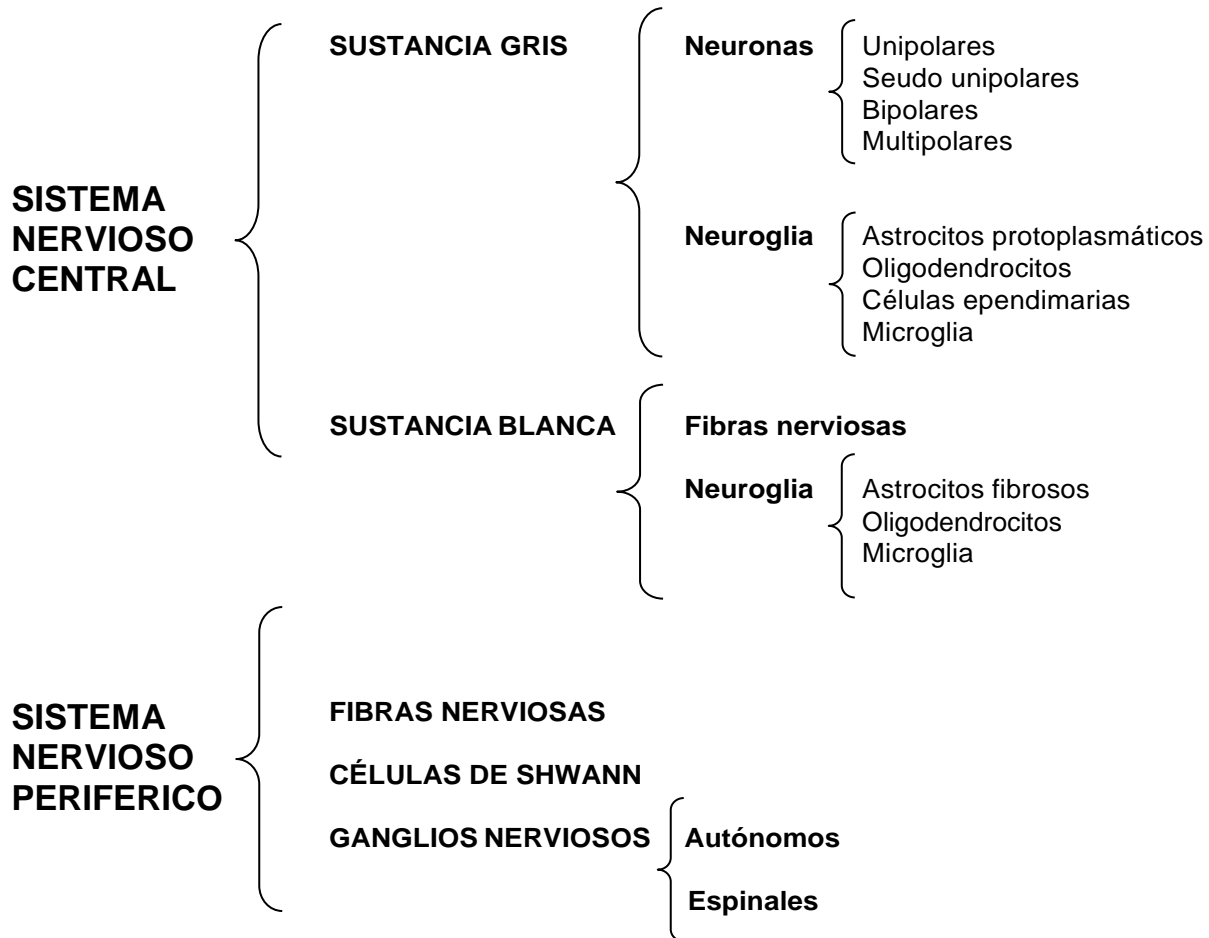 SISTEMA
NERVIOSO
CENTRAL
SUSTANCIA GRIS
Neuronas
Unipolares
Seudo unipolares
Bipolares
Multipolares
Neuroglia
Astrocitos protoplasmáticos
Oligodendrocitos
Células ependimarias
Microglia
SUSTANCIA BLANCA
Fibras nerviosas
Neuroglia
Astrocitos fibrosos
Oligodendrocitos
Microglia
SISTEMA
NERVIOSO
PERIFERICO
FIBRAS NERVIOSAS
CÉLULAS DE SHWANN
GANGLIOS NERVIOSOS
Autónomos
Espinales